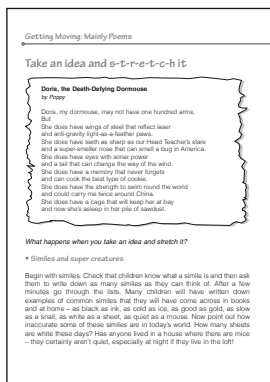 Getting Moving: Mainly Poems
Take an idea and s-t-r-e-t-c-h it
Doris, the Death-Defying Dormouse
by Poppy
Doris, my dormouse, may not have one hundred arms,
But
She does have wings of steel that reflect laser
and anti-gravity light-as-a-feather paws.
She does have teeth as sharp as our Head Teacher's stare
and a super-smeller nose that can smell a bug in America.
She does have eyes with sonar power
and a tail that can change the way of the wind.
She does have a memory that never forgets
and can cook the best type of cookie.
She does have the strength to swim round the world
and could carry me twice around China.
She does have a cage that will keep her at bay
and now she's asleep in her pile of sawdust.
What happens when you take an idea and stretch it?
• Similes and super creatures
Begin with similes. Check that children know what a simile is and then ask
them to write down as many similes as they can think of. After a few
minutes go through the lists. Many children will have written down
examples of common similes that they will have come across in books
and at home – as black as ink, as cold as ice, as good as gold, as slow
as a snail, as white as a sheet, as quiet as a mouse. Now point out how
inaccurate some of these similes are in today's world. How many sheets
are white these days? Has anyone lived in a house where there are mice
– they certainly aren't quiet, especially at night if they live in the loft!